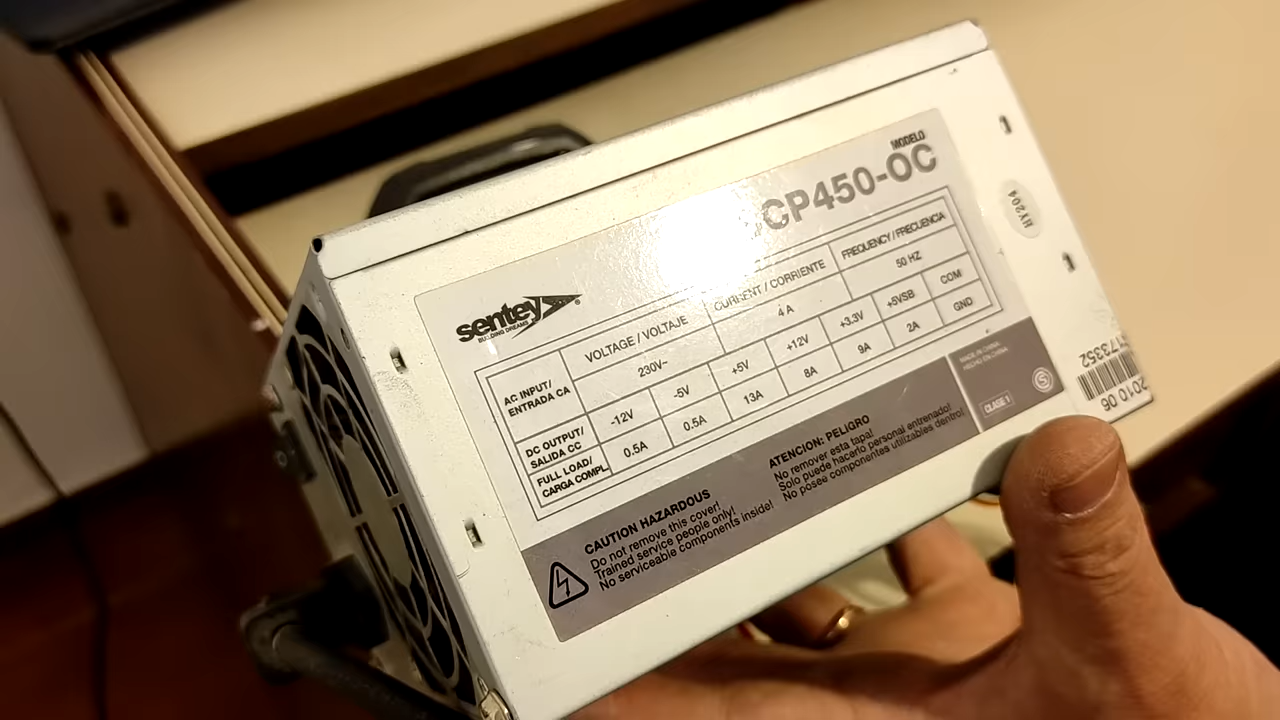 MODELO
CP450-OC
sentey®
BUILDING DREAMS
AC INPUT/ ENTRADA CA
VOLTAGE / VOLTAJE
CURRENT / CORRIENTE
FREQUENCY / FRECUENCIA
230V~
4 A
50 HZ
DC OUTPUT/ SALIDA CC
-12V
-5V
+5V
+12V
+3.3V
+5VSB
COM
FULL LOAD/ CARGA COMPL.
0.5A
0.5A
13A
8A
9A
2A
GND
CAUTION HAZARDOUS
Do not remove this cover!
Trained service people only!
No serviceable components inside!
ATENCION: PELIGRO
No remover esta tapa!
Solo puede hacerlo personal entrenado!
No posee componentes utilizables dentro!
MADE IN CHINA
HECHO EN CHINA
CLASE 1
S
HY204
173352
2010 06